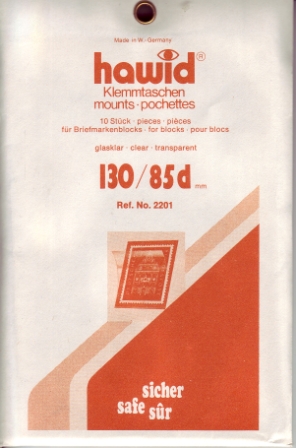 Made in W.-Germany
hawid®
Klemmtaschen
mounts · pochettes
10 Stück · pieces · pièces
für Briefmarkenblocks · for blocks · pour blocs
glasklar · clear · transparent
130/85d mm
Ref. No. 2201
sicher
safe sûr